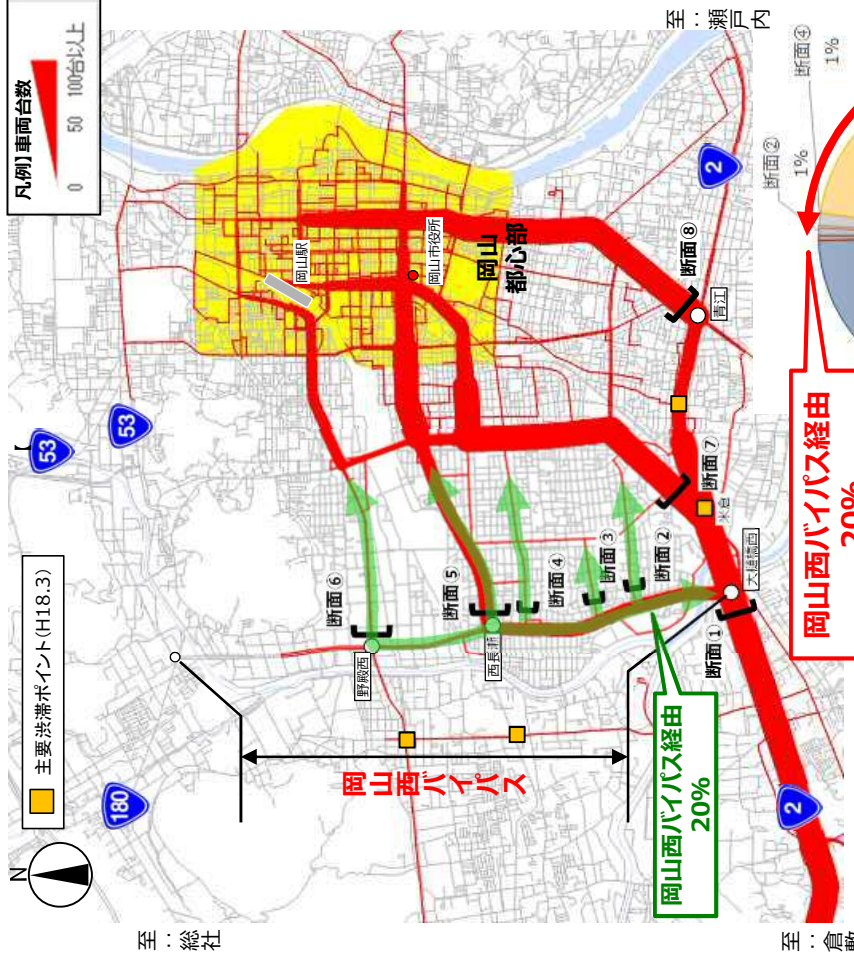 凡例】車両台数
0 50 100台以上
主要渋滞ポイント(H18.3)
N
180
53
53
2
2
至：総社
至：瀬戸内
至：倉敷
岡山駅
岡山市役所
岡山
都心部
断面⑥
断面⑤
断面④
断面③
断面②
断面①
断面⑦
断面⑧
野殿西
西長瀬
大樋橋西
米倉
青江
岡山西バイパス
岡山西バイパス経由
20%
岡山西バイパス経由
20%
断面②
1%
断面④
1%